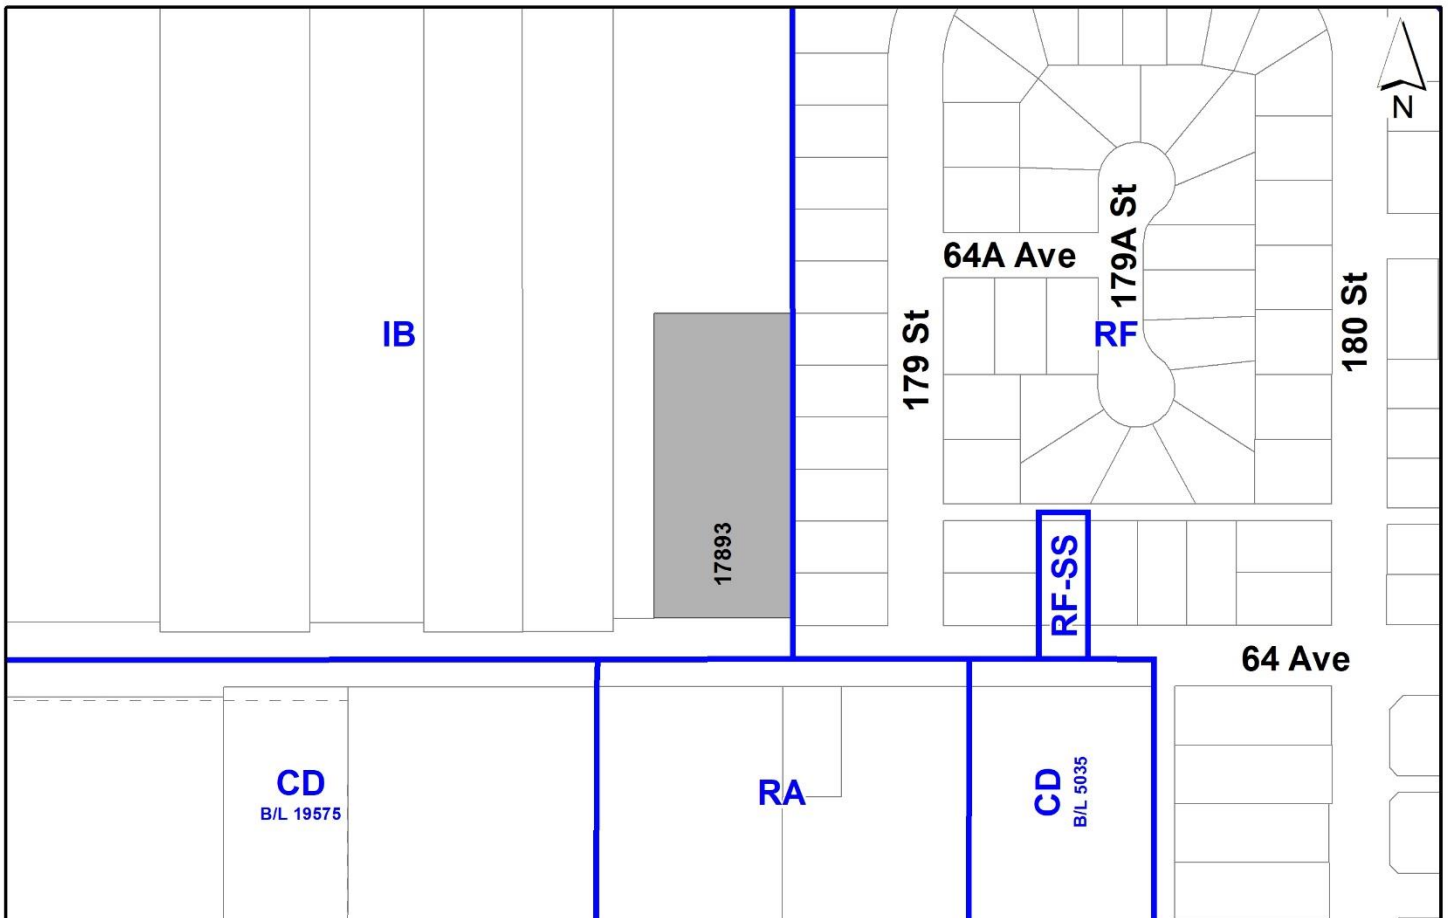 N
64A Ave
179A St
IB
RF
179 St
180 St
17893
RF-SS
64 Ave
CD
B/L 19575
RA
CD
B/L 5035